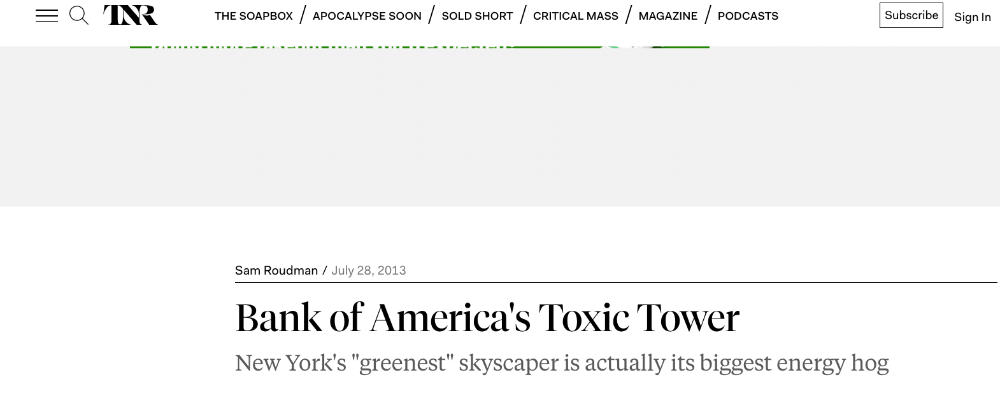 TNR
THE SOAPBOX / APOCALYPSE SOON / SOLD SHORT / CRITICAL MASS / MAGAZINE / PODCASTS
Subscribe
Sign In
Sam Roudman / July 28, 2013
Bank of America's Toxic Tower
New York's "greenest" skyscaper is actually its biggest energy hog